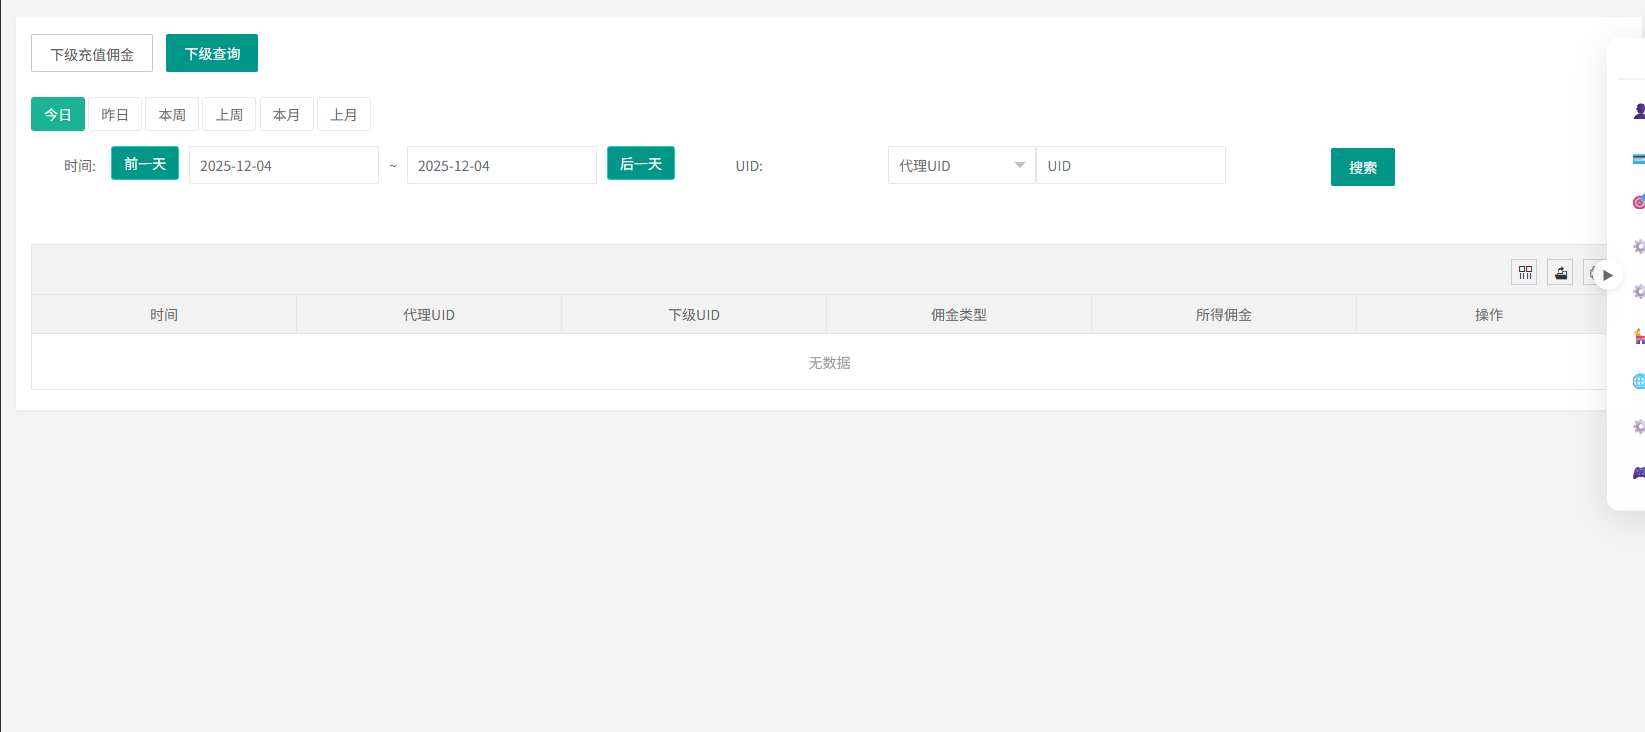 下级充值佣金 下级查询
今日 昨日 本周 上周 本月 上月
时间: 前一天 2025-12-04 ~ 2025-12-04 后一天 UID: 代理UID UID 搜索
时间 代理UID 下级UID 佣金类型 所得佣金 操作
无数据